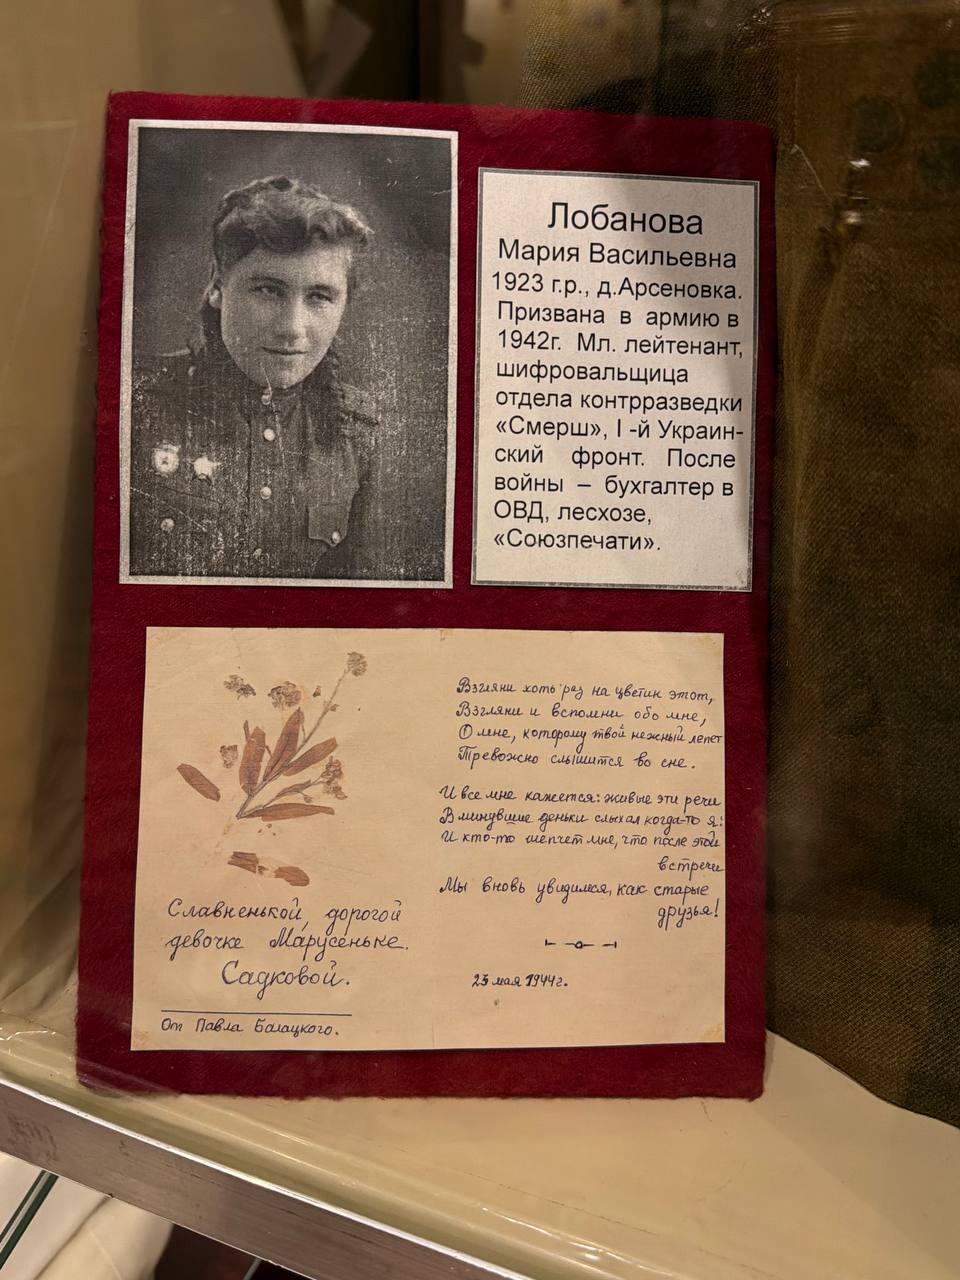 Лобанова
Мария Васильевна
1923 г.р., д.Арсеновка.
Призвана в армию в
1942г. Мл. лейтенант,
шифровальщица
отдела контрразведки
«Смерш», I -й Украин-
ский фронт. После
войны – бухгалтер в
ОВД, лесхозе,
«Союзпечати».
Взгляни хоть раз на цветик этот,
Взгляни и вспомни обо мне,
О мне, которому твой нежный лепет
Тревожно слышится во сне.
И все мне кажется: живые эти речи
В минувшие деньки слыхал когда-то я:
И кто-то шепчет мне, что после этой
встречи
Мы вновь увидимся, как старые
друзья!
25 мая 1944г.
Славненькой, дорогой
девочке Марусеньке.
Садковой.
От Павла Балацкого.